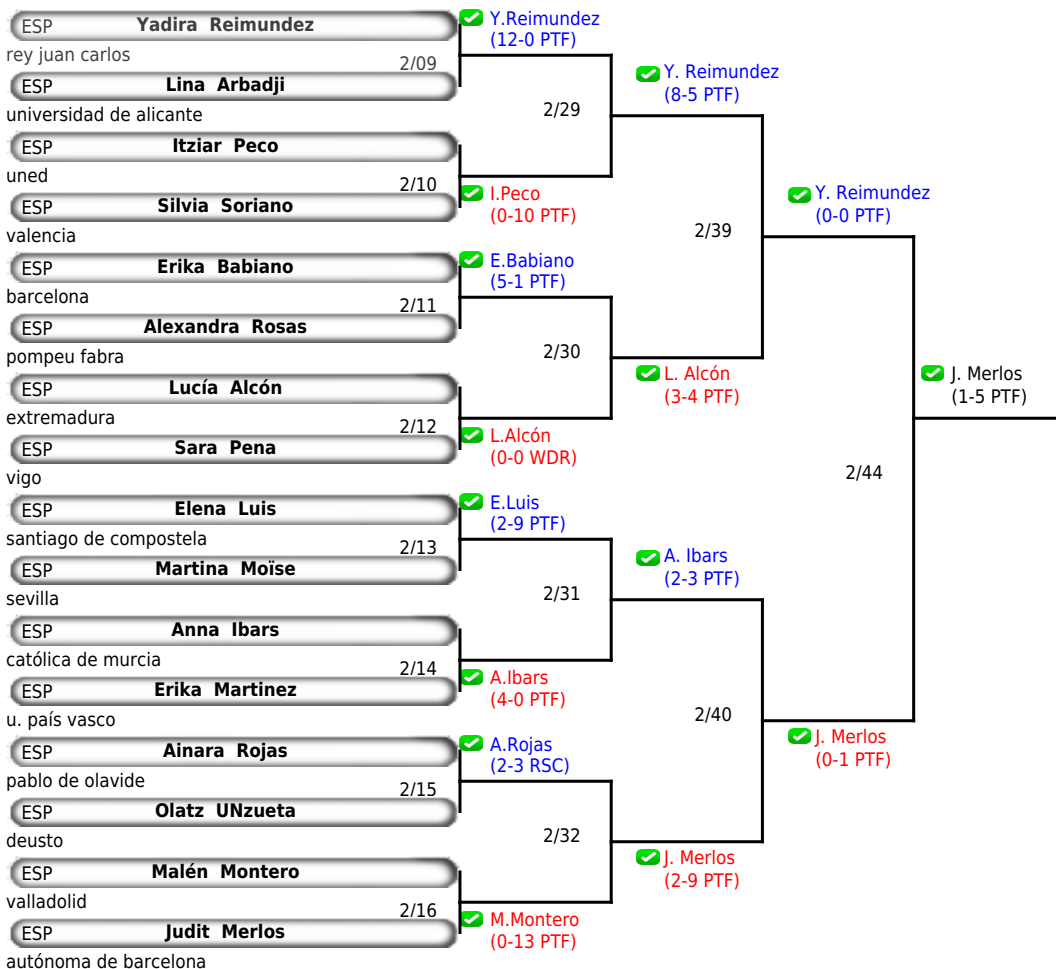 ESP Yadira Reimundez
rey juan carlos
2/09
ESP Lina Arbadji
universidad de alicante
ESP Itziar Peco
uned
2/10
ESP Silvia Soriano
valencia
ESP Erika Babiano
barcelona
2/11
ESP Alexandra Rosas
pompeu fabra
ESP Lucía Alcón
extremadura
2/12
ESP Sara Pena
vigo
ESP Elena Luis
santiago de compostela
2/13
ESP Martina Moïse
sevilla
ESP Anna Ibars
católica de murcia
2/14
ESP Erika Martinez
u. país vasco
ESP Ainara Rojas
pablo de olavide
2/15
ESP Olatz UNzueta
deusto
ESP Malén Montero
valladolid
2/16
ESP Judit Merlos
autónoma de barcelona
Y.Reimundez
(12-0 PTF)
2/29
I.Peco
(0-10 PTF)
E.Babiano
(5-1 PTF)
2/30
L.Alcón
(0-0 WDR)
E.Luis
(2-9 PTF)
2/31
A.Ibars
(4-0 PTF)
A.Rojas
(2-3 RSC)
2/32
M.Montero
(0-13 PTF)
Y. Reimundez
(8-5 PTF)
2/39
L. Alcón
(3-4 PTF)
A. Ibars
(2-3 PTF)
2/40
J. Merlos
(2-9 PTF)
Y. Reimundez
(0-0 PTF)
2/44
J. Merlos
(0-1 PTF)
J. Merlos
(1-5 PTF)